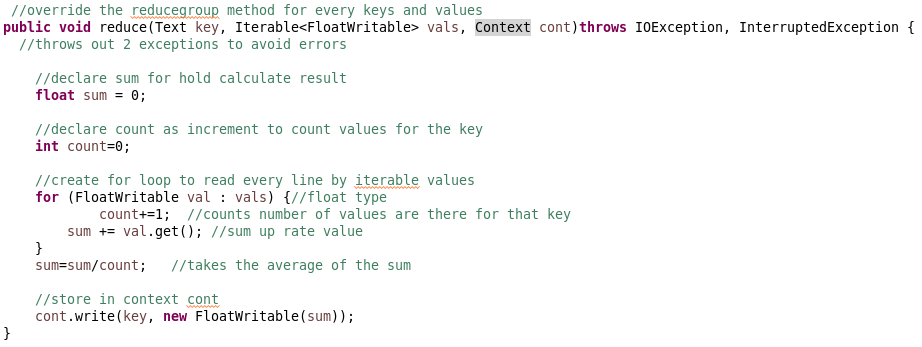 //override the reducegroup method for every keys and values
public void reduce(Text key, Iterable<FloatWritable> vals, Context cont)throws IOException, InterruptedException {
//throws out 2 exceptions to avoid errors
//declare sum for hold calculate result
float sum = 0;
//declare count as increment to count values for the key
int count=0;
//create for loop to read every line by iterable values
for (FloatWritable val : vals) {//float type
count+=1;  //counts number of values are there for that key
sum += val.get(); //sum up rate value
}
sum=sum/count;   //takes the average of the sum
//store in context cont
cont.write(key, new FloatWritable(sum));
}